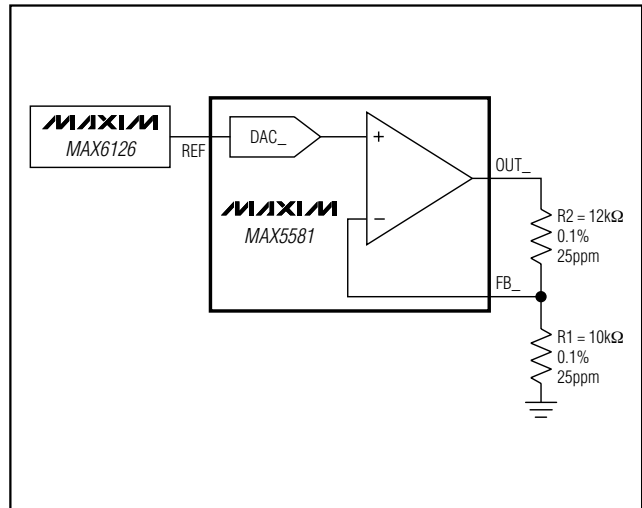 MAXIM
MAX6126
REF
DAC_
+
−
MAXIM
MAX5581
OUT_
R2 = 12kΩ
0.1%
25ppm
FB_
R1 = 10kΩ
0.1%
25ppm